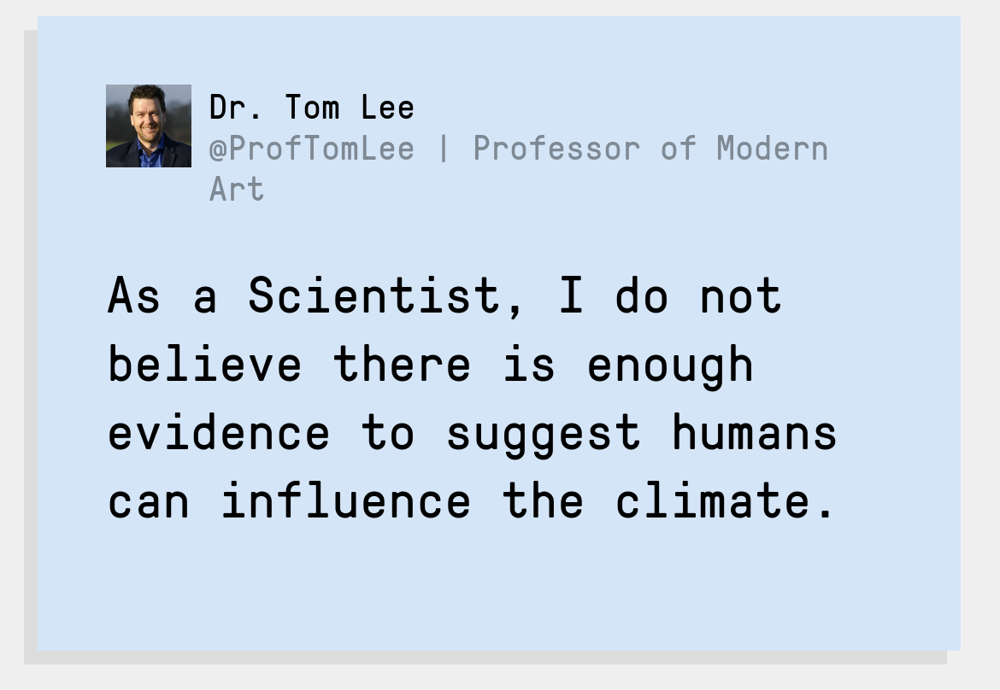 Dr. Tom Lee
@ProfTomLee | Professor of Modern
Art
As a Scientist, I do not
believe there is enough
evidence to suggest humans
can influence the climate.